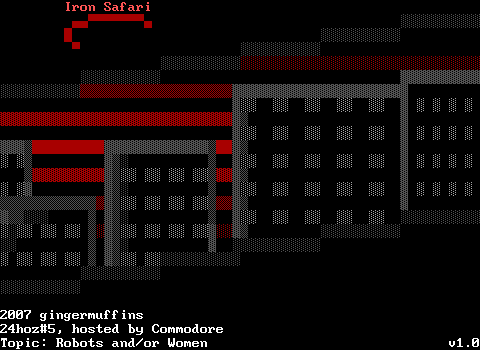 Iron Safari
2007 gingermuffins
24hoz#5, hosted by Commodore
Topic: Robots and/or Women
v1.0